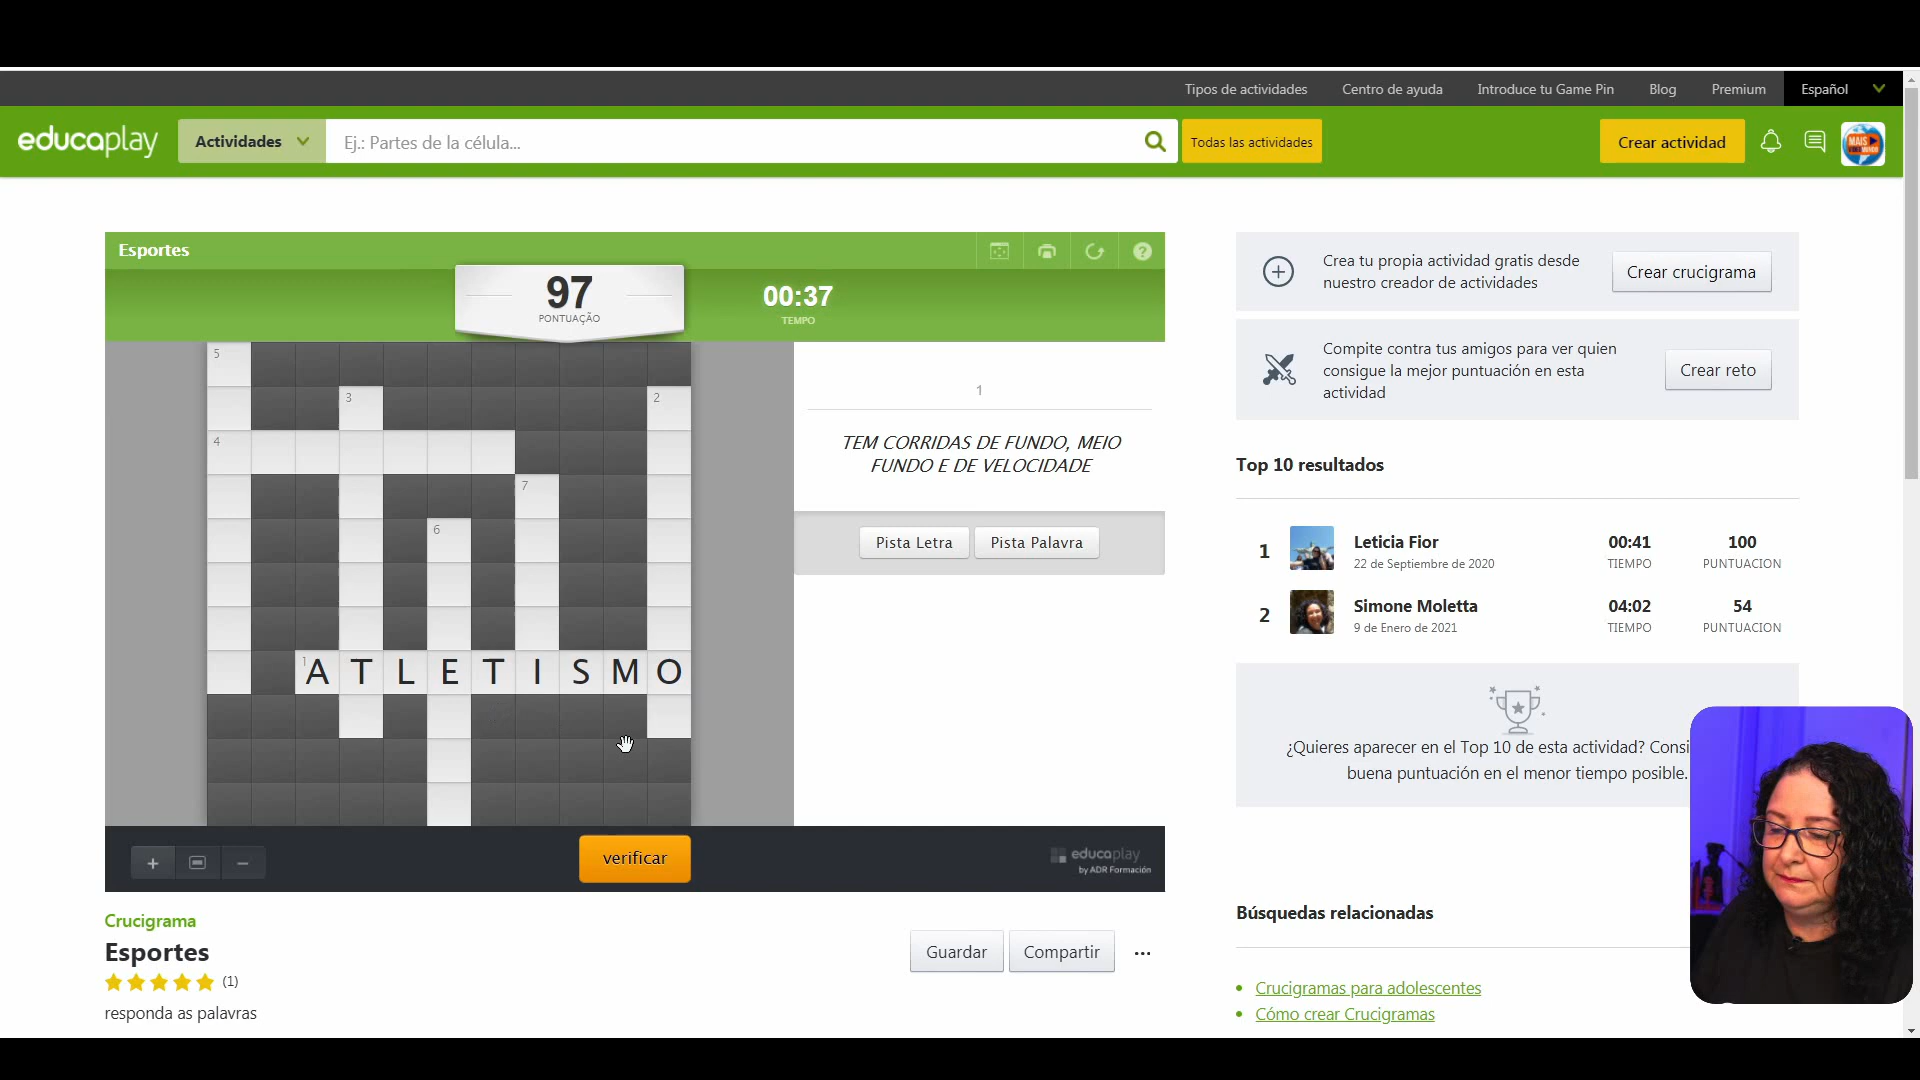 Tipos de actividades
Centro de ayuda
Introduce tu Game Pin
Blog
Premium
Español
educaplay
Actividades
Ej.: Partes de la célula...
Todas las actividades
Crear actividad
Esportes
97
PONTUAÇÃO
00:37
TEMPO
5
3
2
4
7
6
1
ATLETISMO
1
TEM CORRIDAS DE FUNDO, MEIO
FUNDO E DE VELOCIDADE
Pista Letra
Pista Palavra
verificar
educaplay
by ADR Formación
Crucigrama
Esportes
(1)
responda as palavras
Guardar
Compartir
...
Crea tu propia actividad gratis desde
nuestro creador de actividades
Crear crucigrama
Compite contra tus amigos para ver quien
consigue la mejor puntuación en esta
actividad
Crear reto
Top 10 resultados
1
Leticia Fior
22 de Septiembre de 2020
00:41
TIEMPO
100
PUNTUACION
2
Simone Moletta
9 de Enero de 2021
04:02
TIEMPO
54
PUNTUACION
¿Quieres aparecer en el Top 10 de esta actividad? Consi
buena puntuación en el menor tiempo posible.
Búsquedas relacionadas
Crucigramas para adolescentes
Cómo crear Crucigramas